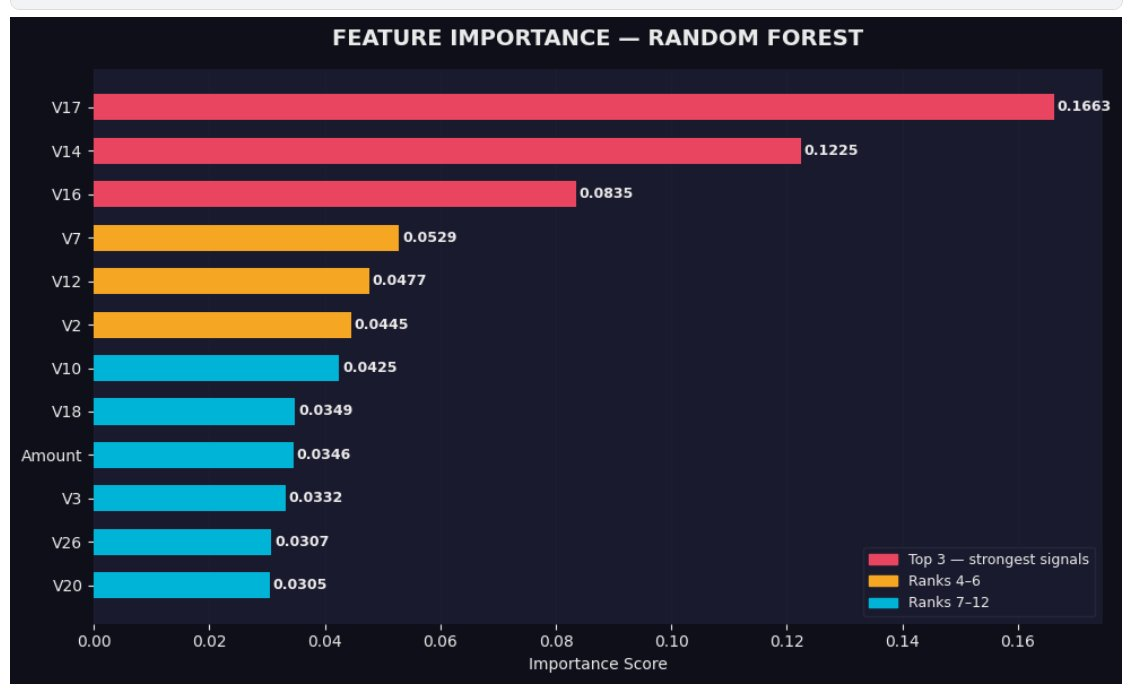 FEATURE IMPORTANCE — RANDOM FOREST
V17 0.1663
V14 0.1225
V16 0.0835
V7 0.0529
V12 0.0477
V2 0.0445
V10 0.0425
V18 0.0349
Amount 0.0346
V3 0.0332
V26 0.0307
V20 0.0305
Top 3 — strongest signals
Ranks 4–6
Ranks 7–12
0.00 0.02 0.04 0.06 0.08 0.10 0.12 0.14 0.16
Importance Score